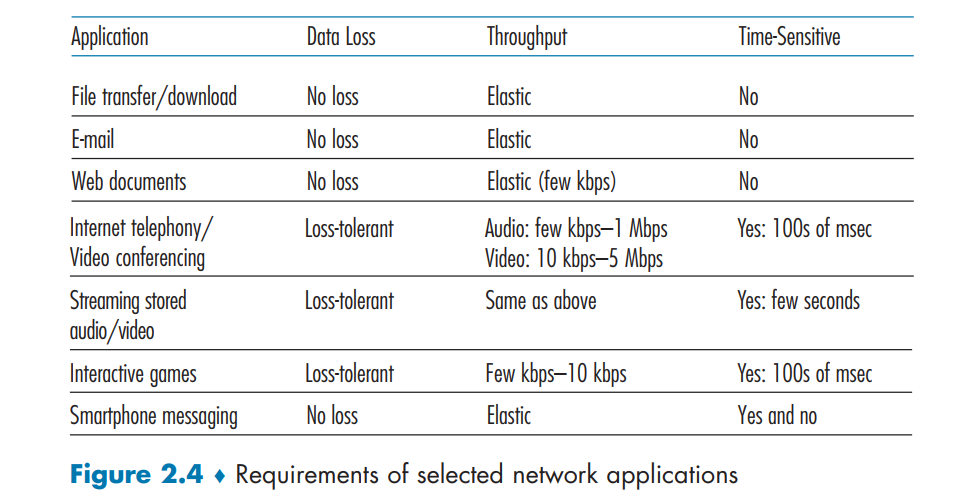 Application Data Loss Throughput Time-Sensitive
File transfer/download No loss Elastic No
E-mail No loss Elastic No
Web documents No loss Elastic (few kbps) No
Internet telephony/ Loss-tolerant Audio: few kbps–1 Mbps Yes: 100s of msec
Video conferencing Video: 10 kbps–5 Mbps
Streaming stored Loss-tolerant Same as above Yes: few seconds
audio/video
Interactive games Loss-tolerant Few kbps–10 kbps Yes: 100s of msec
Smartphone messaging No loss Elastic Yes and no
Figure 2.4 ♦ Requirements of selected network applications